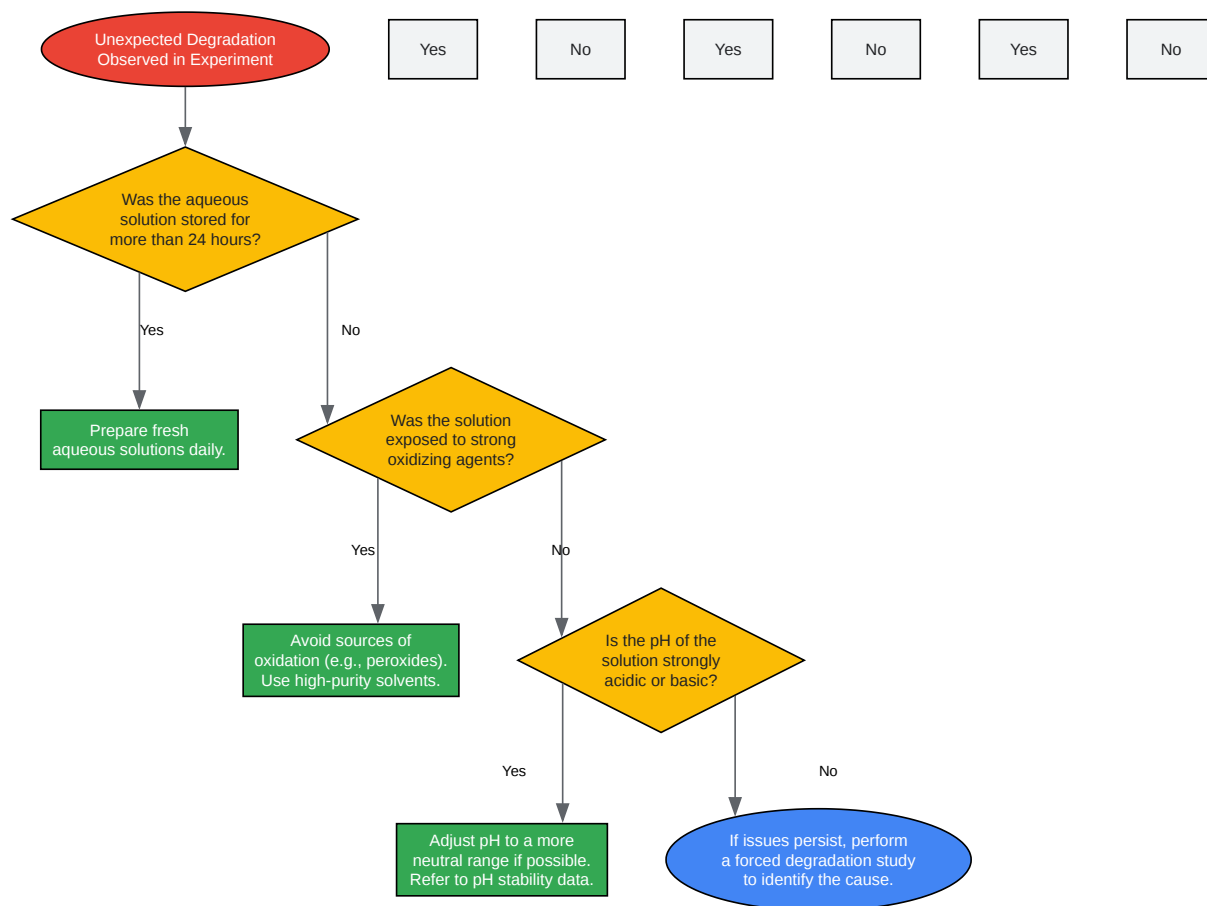 Unexpected Degradation
Observed in Experiment
Yes
No
Yes
No
Yes
No
Was the aqueous
solution stored for
more than 24 hours?
Yes
No
Prepare fresh
aqueous solutions daily.
Was the solution
exposed to strong
oxidizing agents?
Yes
No
Avoid sources of
oxidation (e.g., peroxides).
Use high-purity solvents.
Is the pH of the
solution strongly
acidic or basic?
Yes
No
Adjust pH to a more
neutral range if possible.
Refer to pH stability data.
If issues persist, perform
a forced degradation study
to identify the cause.